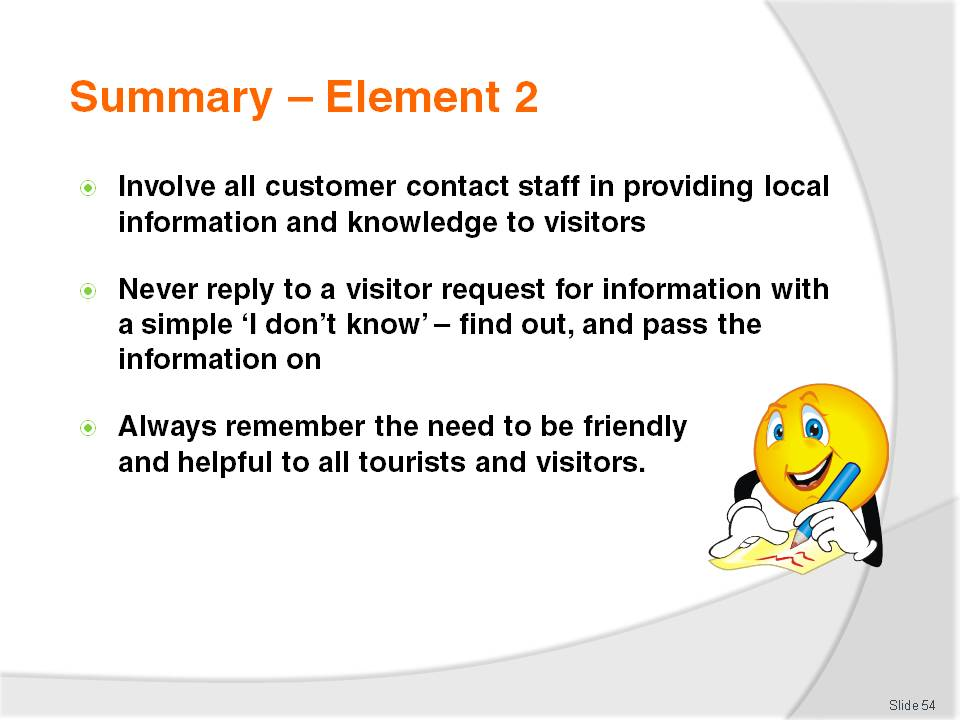 Summary – Element 2
Involve all customer contact staff in providing local
information and knowledge to visitors
Never reply to a visitor request for information with
a simple ‘I don’t know’ – find out, and pass the
information on
Always remember the need to be friendly
and helpful to all tourists and visitors.
Slide 54